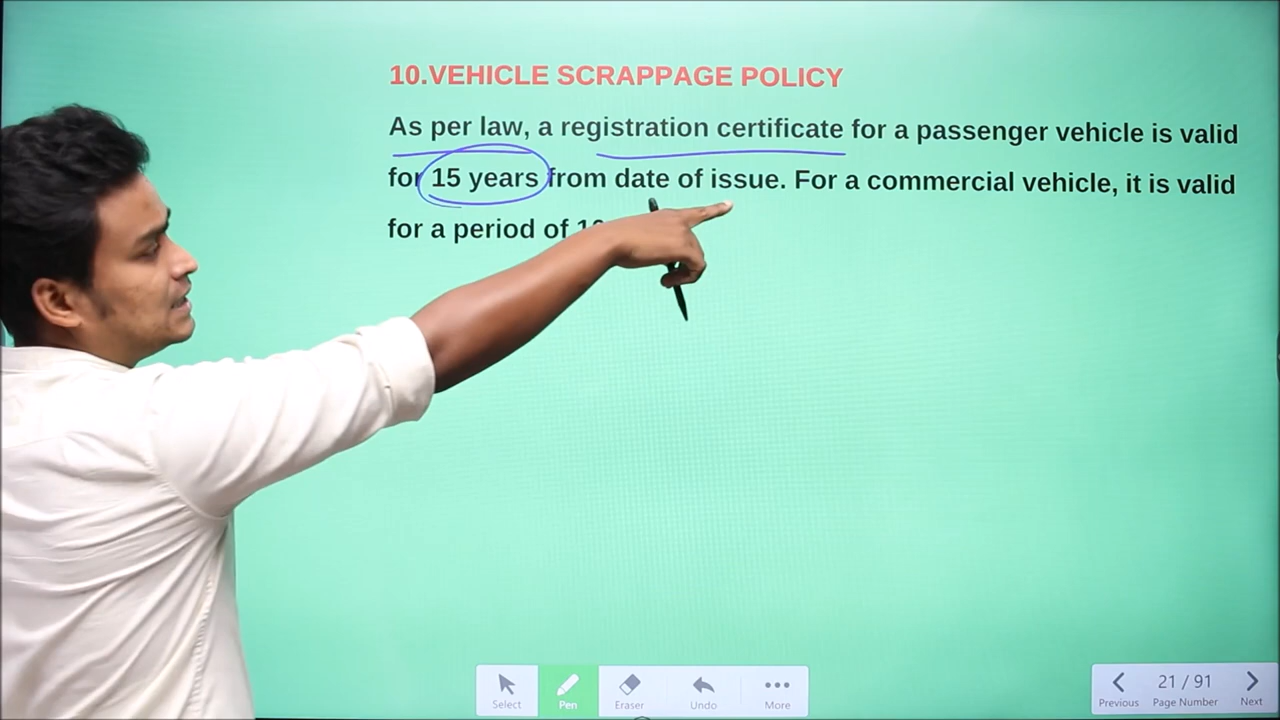 10.VEHICLE SCRAPPAGE POLICY
As per law, a registration certificate for a passenger vehicle is valid
for 15 years from date of issue. For a commercial vehicle, it is valid
for a period of
Select
Pen
Eraser
Undo
More
Previous
21 / 91
Page Number
Next